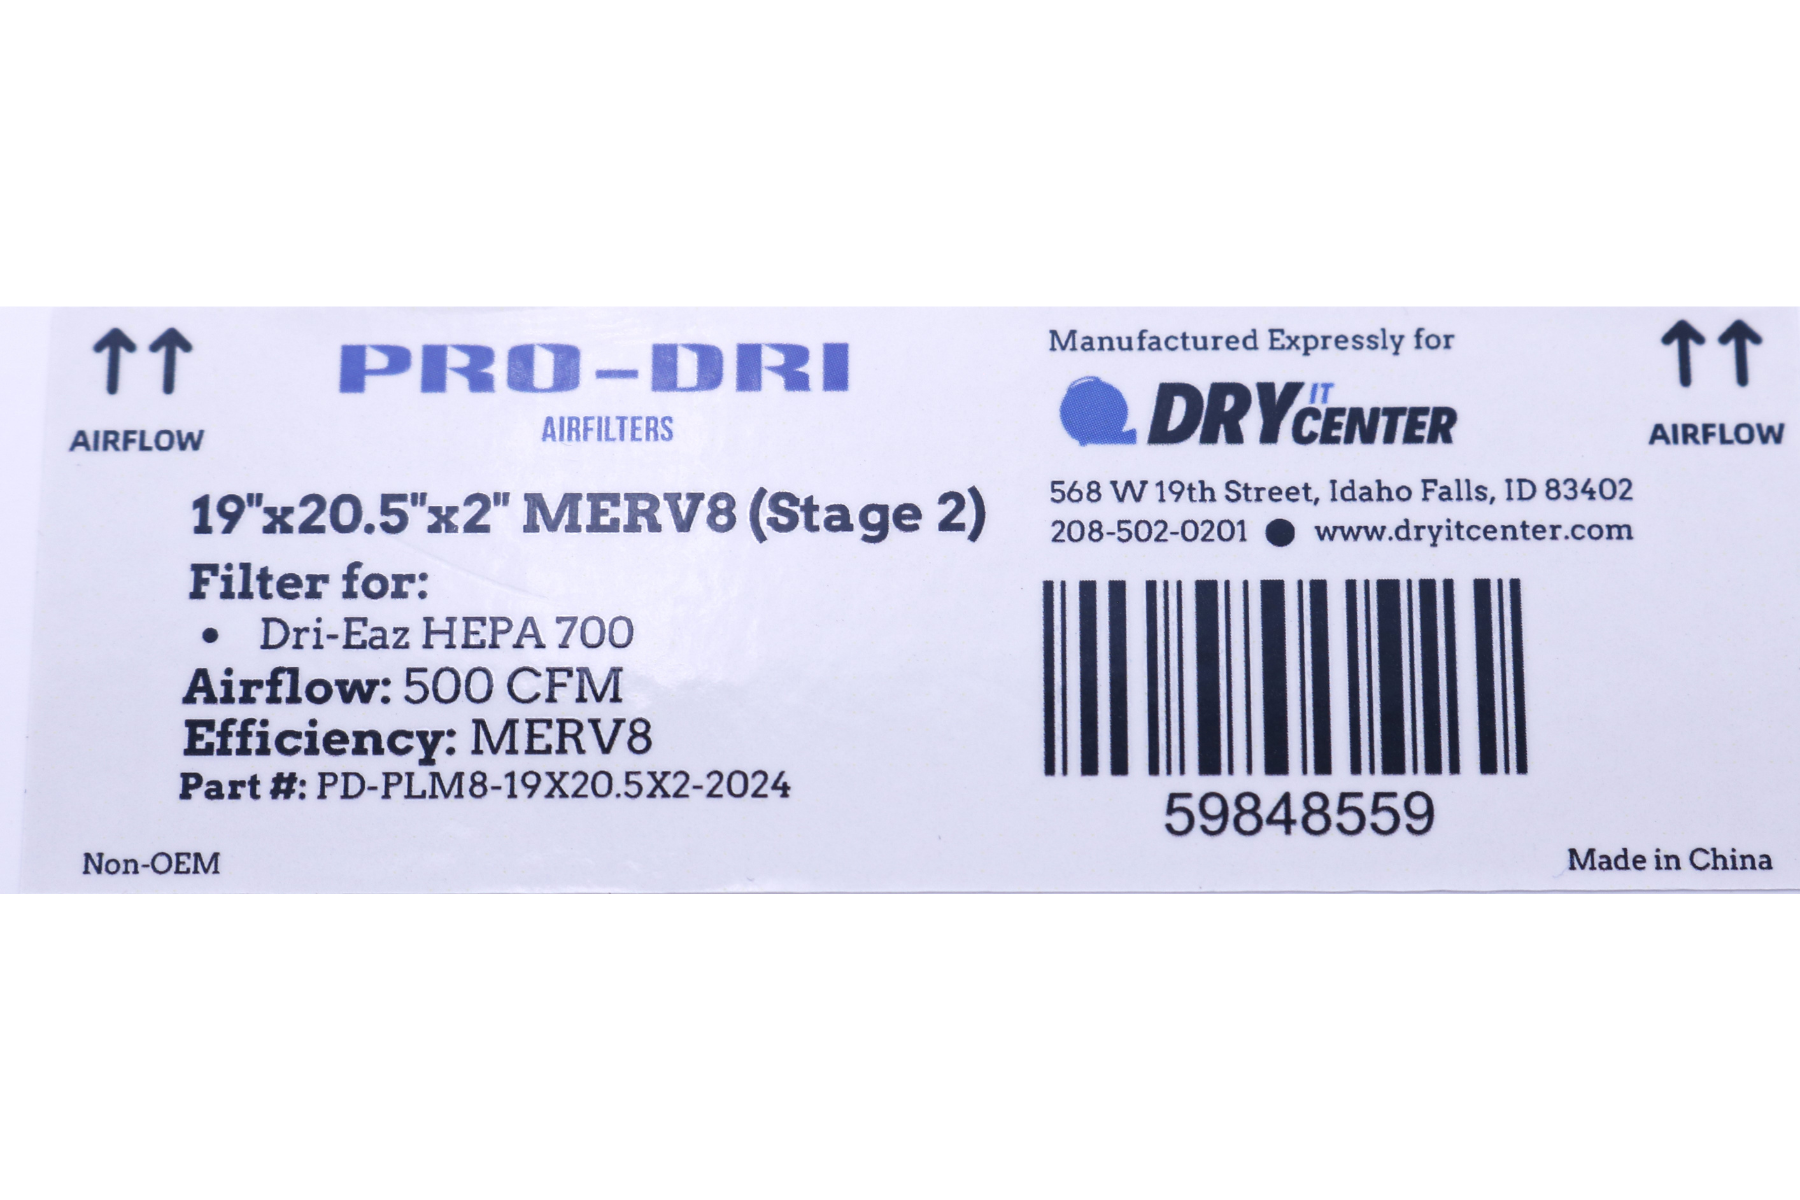 AIRFLOW
PRO-DRI
AIRFILTERS
19"x20.5"x2" MERV8 (Stage 2)
Filter for:
• Dri-Eaz HEPA 700
Airflow: 500 CFM
Efficiency: MERV8
Part #: PD-PLM8-19X20.5X2-2024
Non-OEM
Manufactured Expressly for
DRY IT CENTER
568 W 19th Street, Idaho Falls, ID 83402
208-502-0201 ● www.dryitcenter.com
59848559
AIRFLOW
Made in China